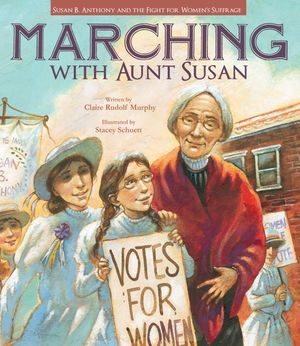 SUSAN B. ANTHONY AND THE FIGHT FOR WOMEN'S SUFFRAGE
MARCHING
WITH AUNT SUSAN
Written by
Claire Rudolf Murphy
Illustrated by
Stacey Schuett
B.
VOTES
FOR
WOMEN